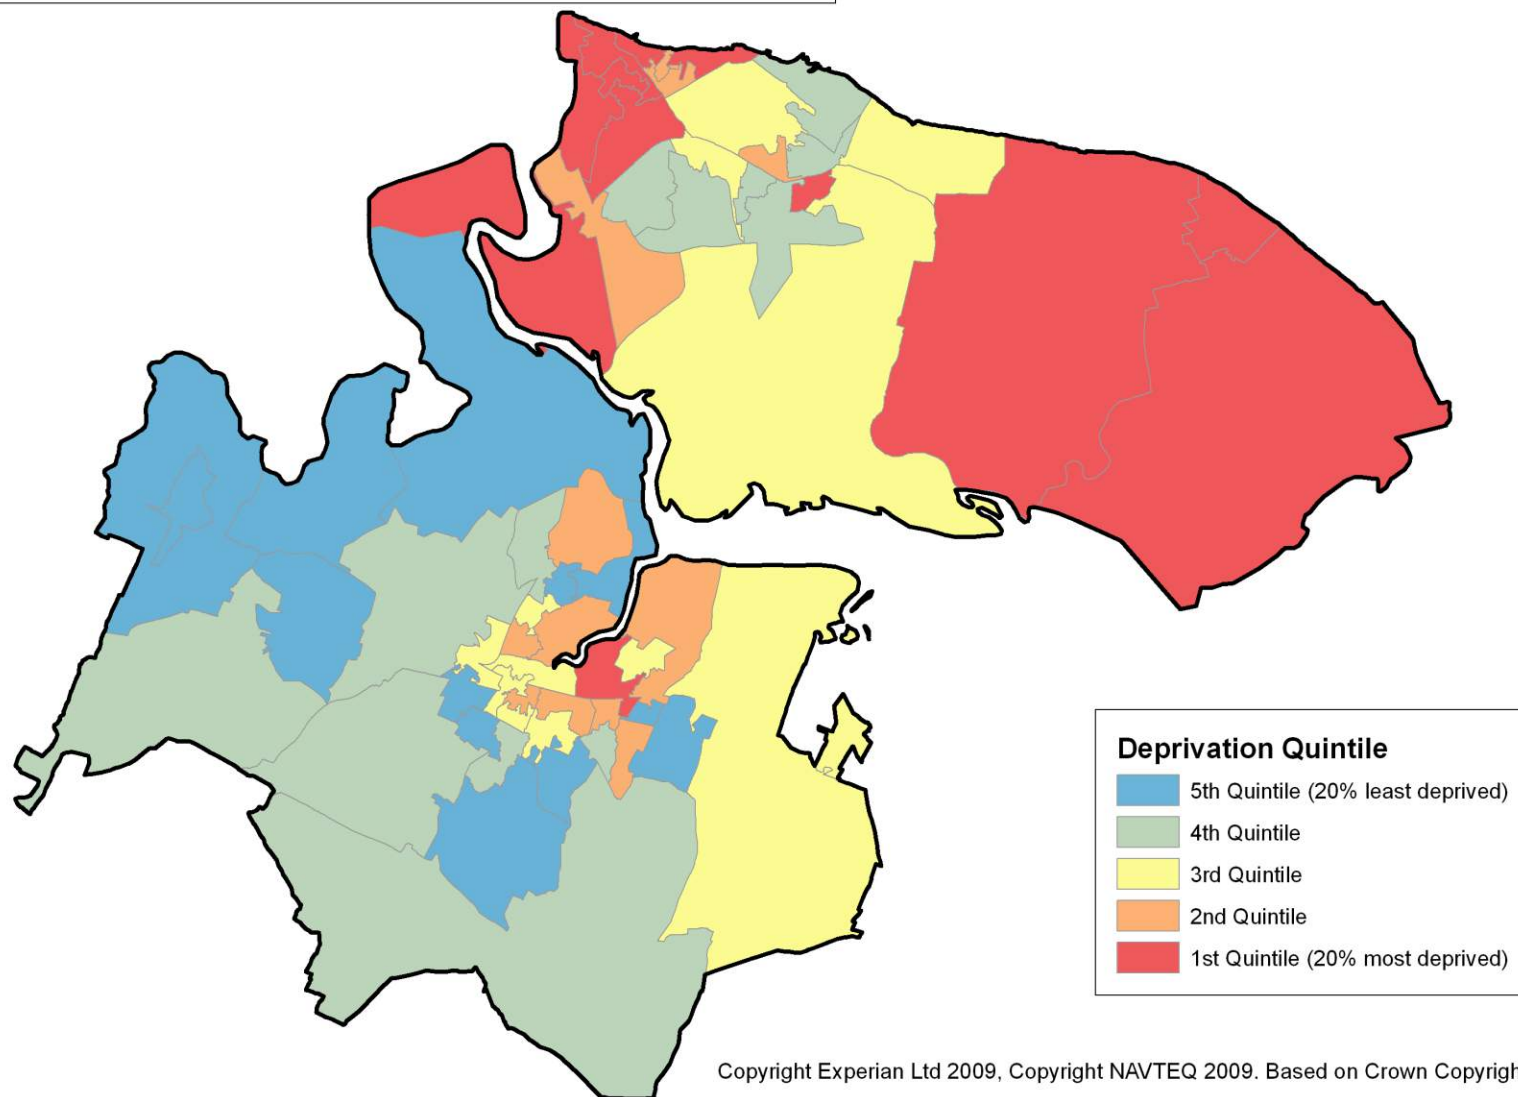 Deprivation Quintile
5th Quintile (20% least deprived)
4th Quintile
3rd Quintile
2nd Quintile
1st Quintile (20% most deprived)
Copyright Experian Ltd 2009, Copyright NAVTEQ 2009. Based on Crown Copyrigh